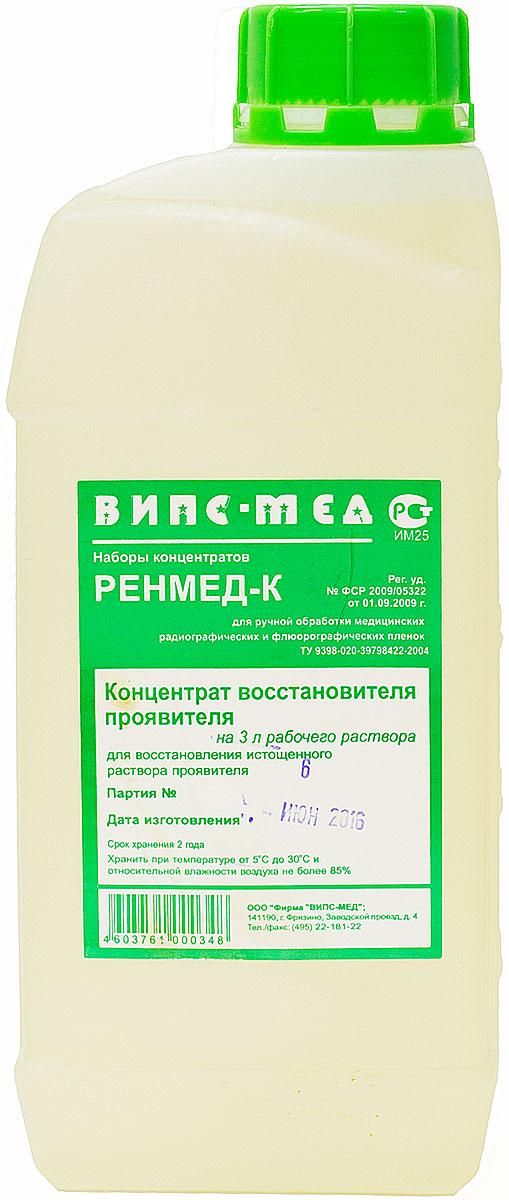 ВИПС-МЕД РСТ
ИМ25
Наборы концентратов
РЕНМЕД-К
Рег. уд.
№ ФСР 2009/05322
от 01.09.2009 г.
для ручной обработки медицинских
радиографических и флюорографических пленок
ТУ 9398-020-39798422-2004
Концентрат восстановителя
проявителя
на 3 л рабочего раствора
для восстановления истощенного
раствора проявителя
Партия № 6
Дата изготовления ИЮН 2016
Срок хранения 2 года
Хранить при температуре от 5°С до 30°С и
относительной влажности воздуха не более 85%
ООО "Фирма "ВИПС-МЕД";
141190, г. Фрязино, Заводской проезд, д. 4
Тел./факс: (495) 22-181-22
4 603761 000348